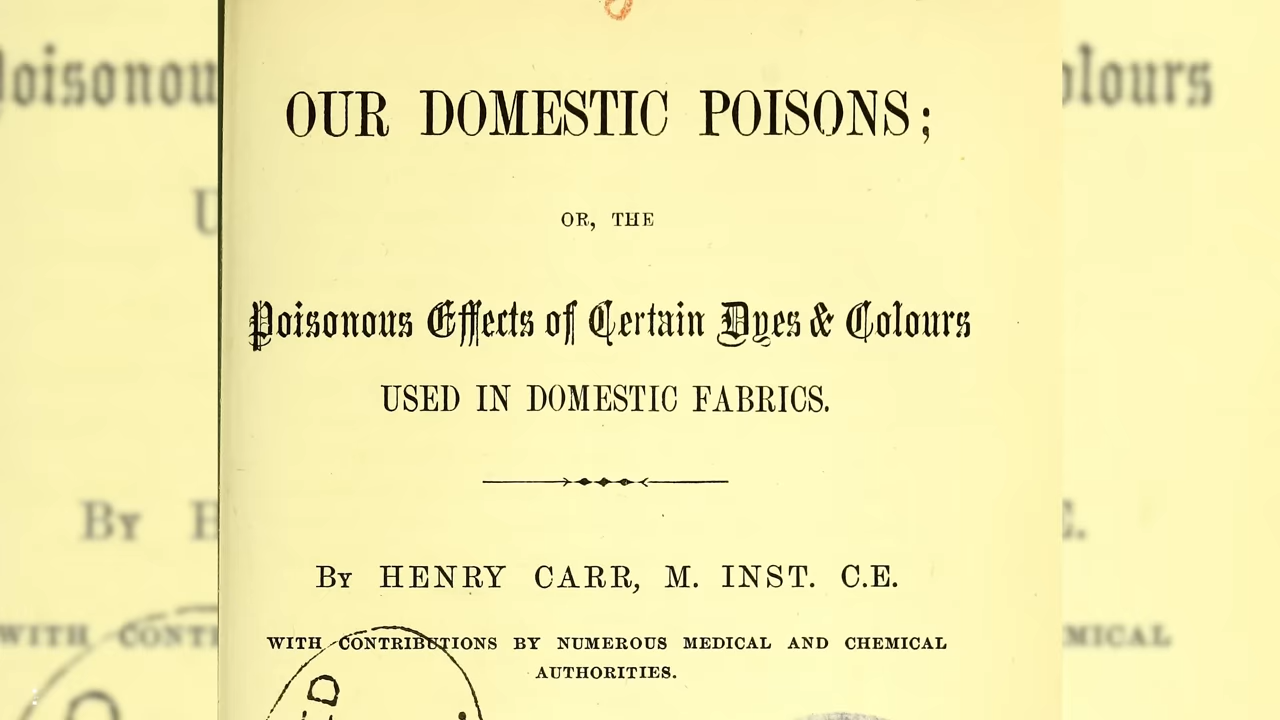 OUR DOMESTIC POISONS;
OR, THE
Poisonous Effects of Certain Dyes & Colours
USED IN DOMESTIC FABRICS.
By HENRY CARR, M. INST. C.E.
WITH CONTRIBUTIONS BY NUMEROUS MEDICAL AND CHEMICAL
AUTHORITIES.